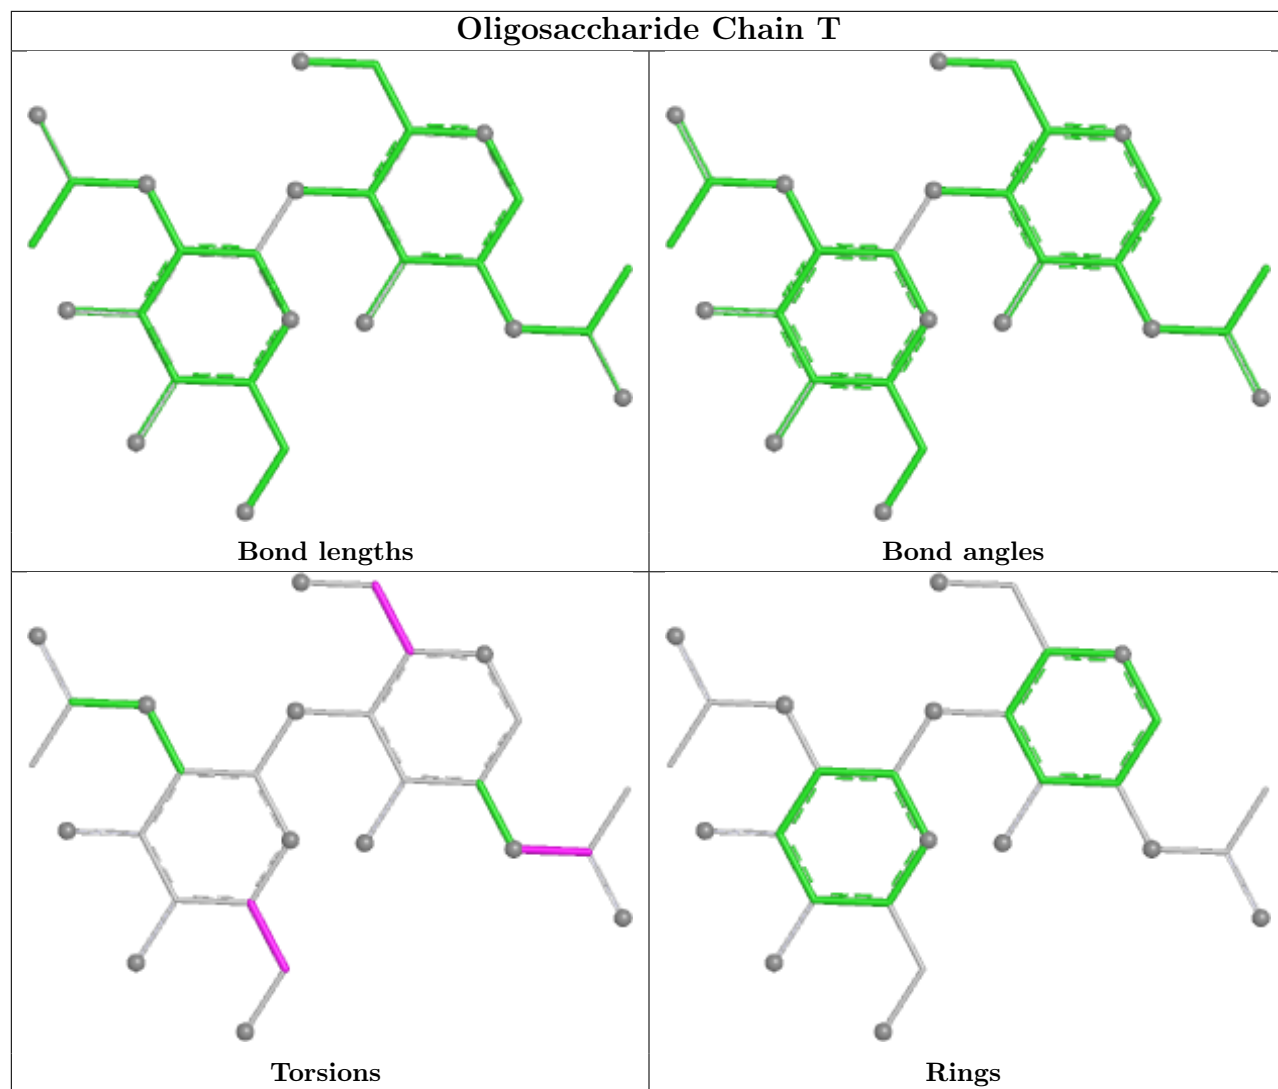 Oligosaccharide Chain T
Bond lengths
Bond angles
Torsions
Rings